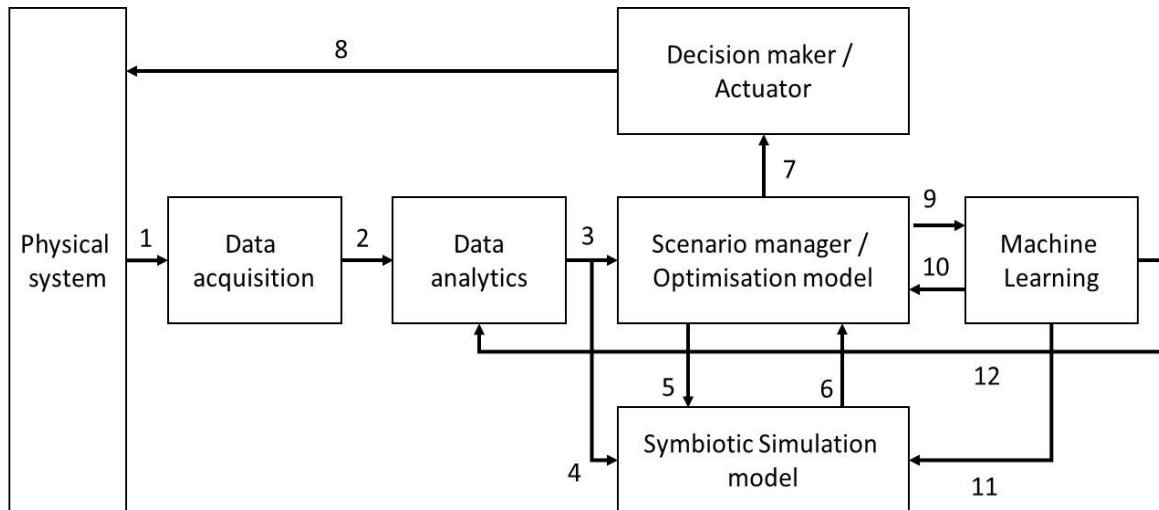 8
Decision maker /
Actuator
7
Physical
system
1
Data
acquisition
2
Data
analytics
3
Scenario manager /
Optimisation model
9
10
Machine
Learning
5
6
12
4
Symbiotic Simulation
model
11